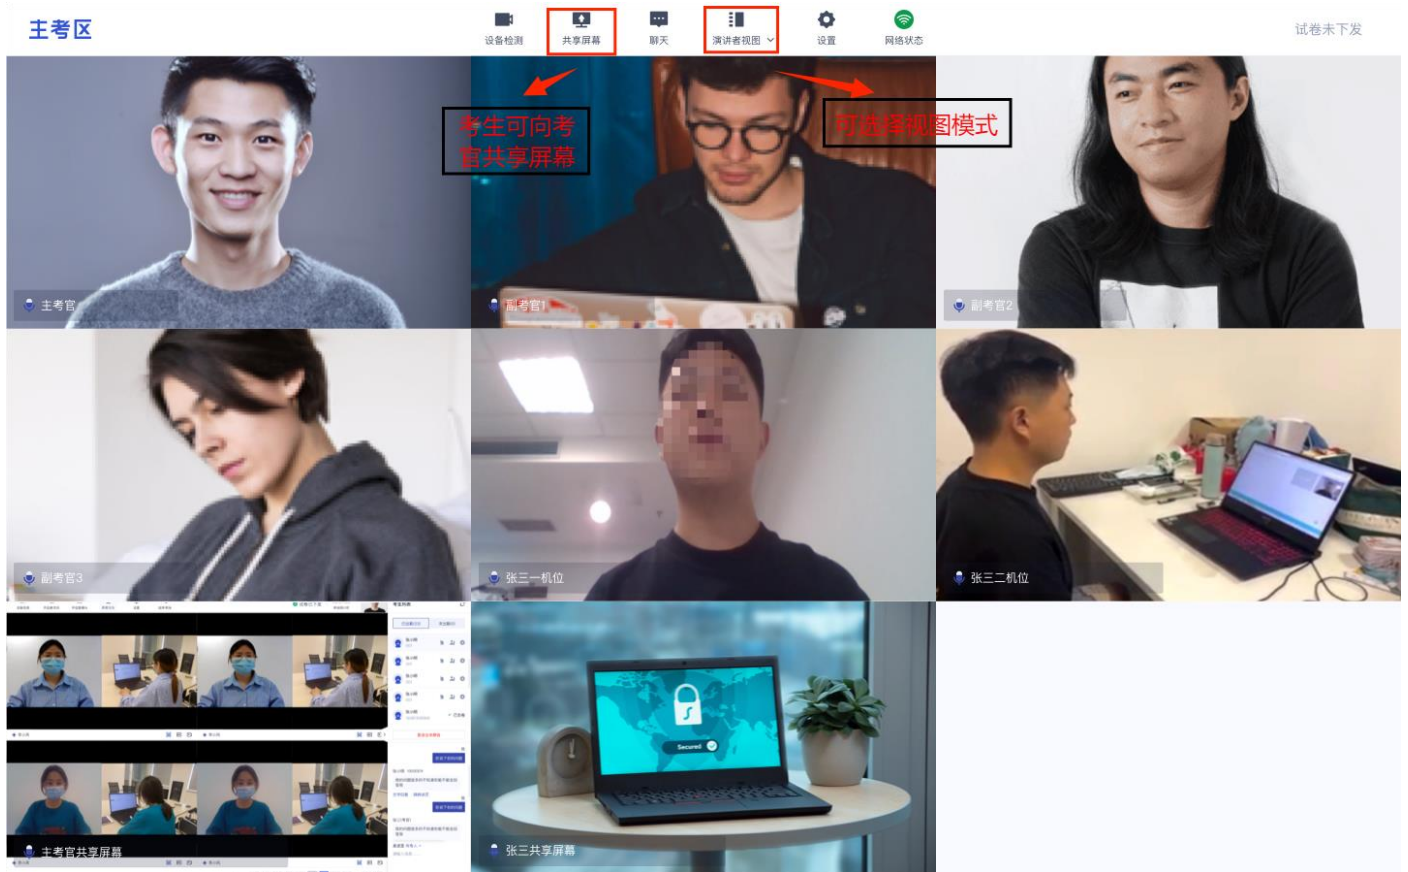 主考区
设备检测
共享屏幕
聊天
演讲者视图
设置
网络状态
试卷未下发
考生可向考
官共享屏幕
可选择视图模式
主考官
副考官1
副考官2
副考官3
张三一机位
张三二机位
考生列表
主考官共享屏幕
Secured
张三共享屏幕